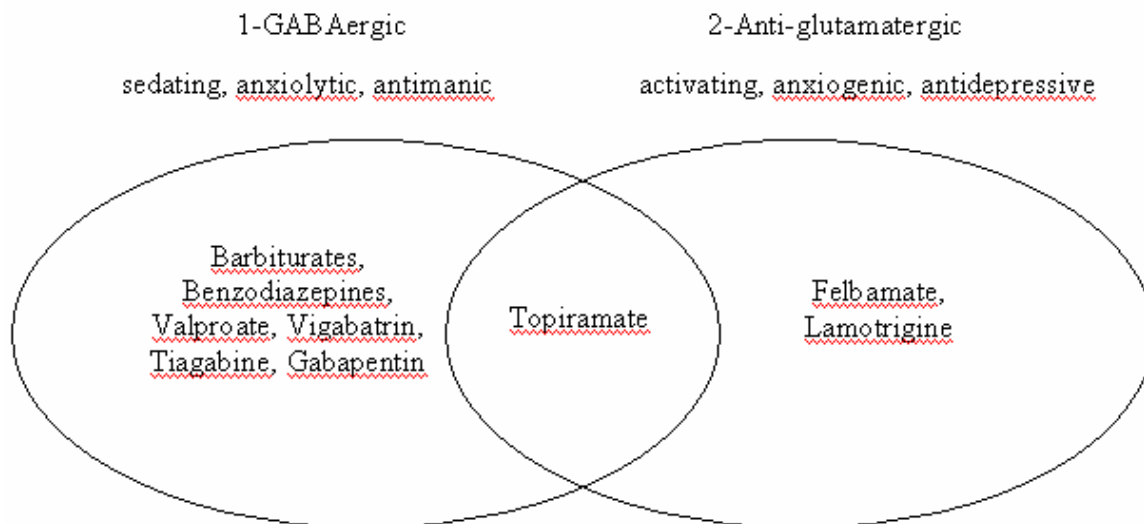 1-GABAergic
2-Anti-glutamatergic
sedating, anxiolytic, antimanic
activating, anxiogenic, antidepressive
Barbiturates,
Benzodiazepines,
Valproate, Vigabatrin,
Tiagabine, Gabapentin
Topiramate
Felbamate,
Lamotrigine